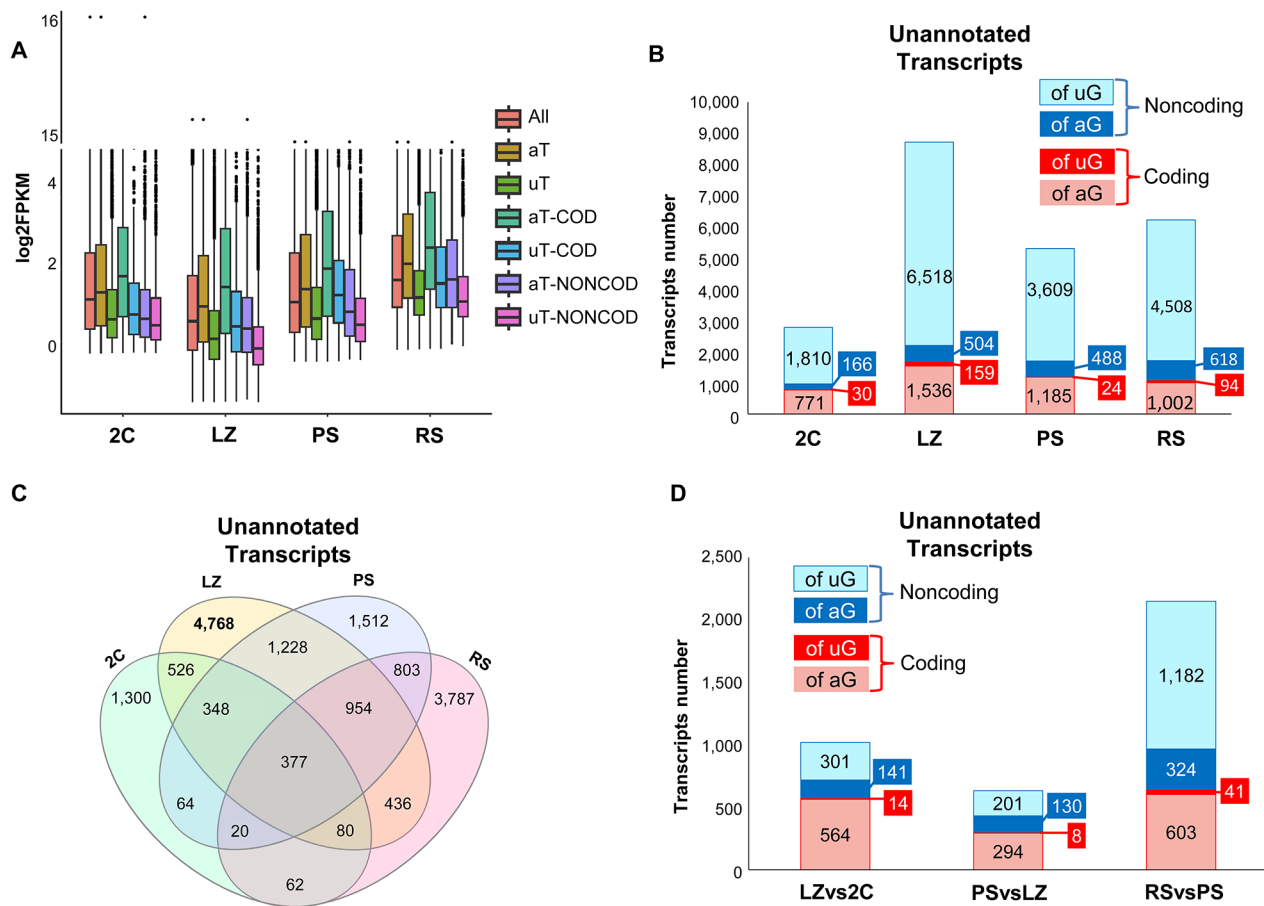 A
16
15
4
2
0
log2FPKM
2C
LZ
PS
RS
All
aT
uT
aT-COD
uT-COD
aT-NONCOD
uT-NONCOD
B
Unannotated
Transcripts
of uG
of aG
Noncoding
of uG
of aG
Coding
Transcripts number
10,000
9,000
8,000
7,000
6,000
5,000
4,000
3,000
2,000
1,000
0
1,810
166
30
771
6,518
504
159
1,536
3,609
488
24
1,185
4,508
618
94
1,002
2C
LZ
PS
RS
C
Unannotated
Transcripts
LZ
PS
2C
RS
4,768
1,512
1,228
526
803
1,300
3,787
348
954
377
64
436
20
80
62
D
Unannotated
Transcripts
of uG
of aG
Noncoding
of uG
of aG
Coding
Transcripts number
2,500
2,000
1,500
1,000
500
0
301
141
14
564
201
130
8
294
1,182
324
41
603
LZvs2C
PSvsLZ
RSvsPS